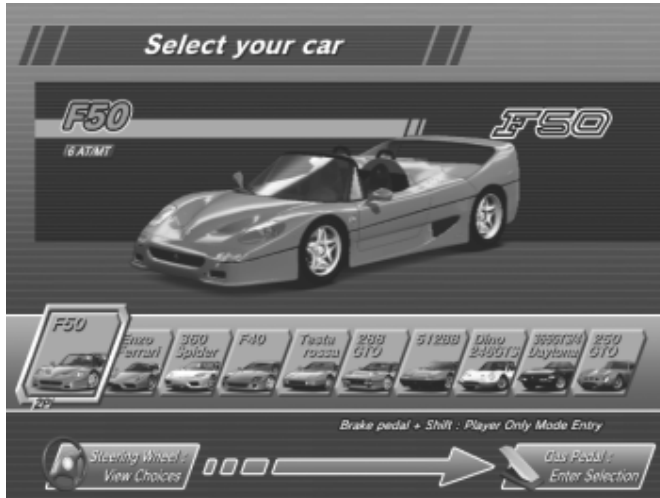 Select your car
F50
F50
6 AT/MT
F50
Enzo
Ferrari
360
Spider
F40
Testa
rossa
288
GTO
512BB
Dino
246GTS
365GTS/4
Daytona
250
GTO
2P!
Brake pedal + Shift : Player Only Mode Entry
Steering Wheel :
View Choices
Gas Pedal :
Enter Selection